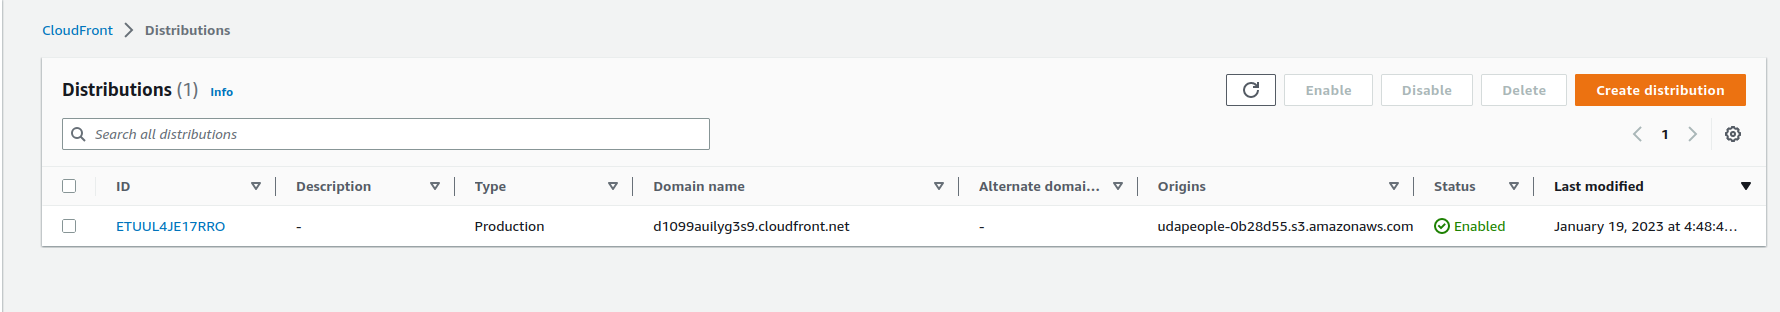 CloudFront > Distributions
Distributions (1) Info
Enable Disable Delete Create distribution
Search all distributions
1
ID Description Type Domain name Alternate domai... Origins Status Last modified
ETUUL4JE17RRO - Production d1099auilyg3s9.cloudfront.net - udapeople-0b28d55.s3.amazonaws.com Enabled January 19, 2023 at 4:48:4...